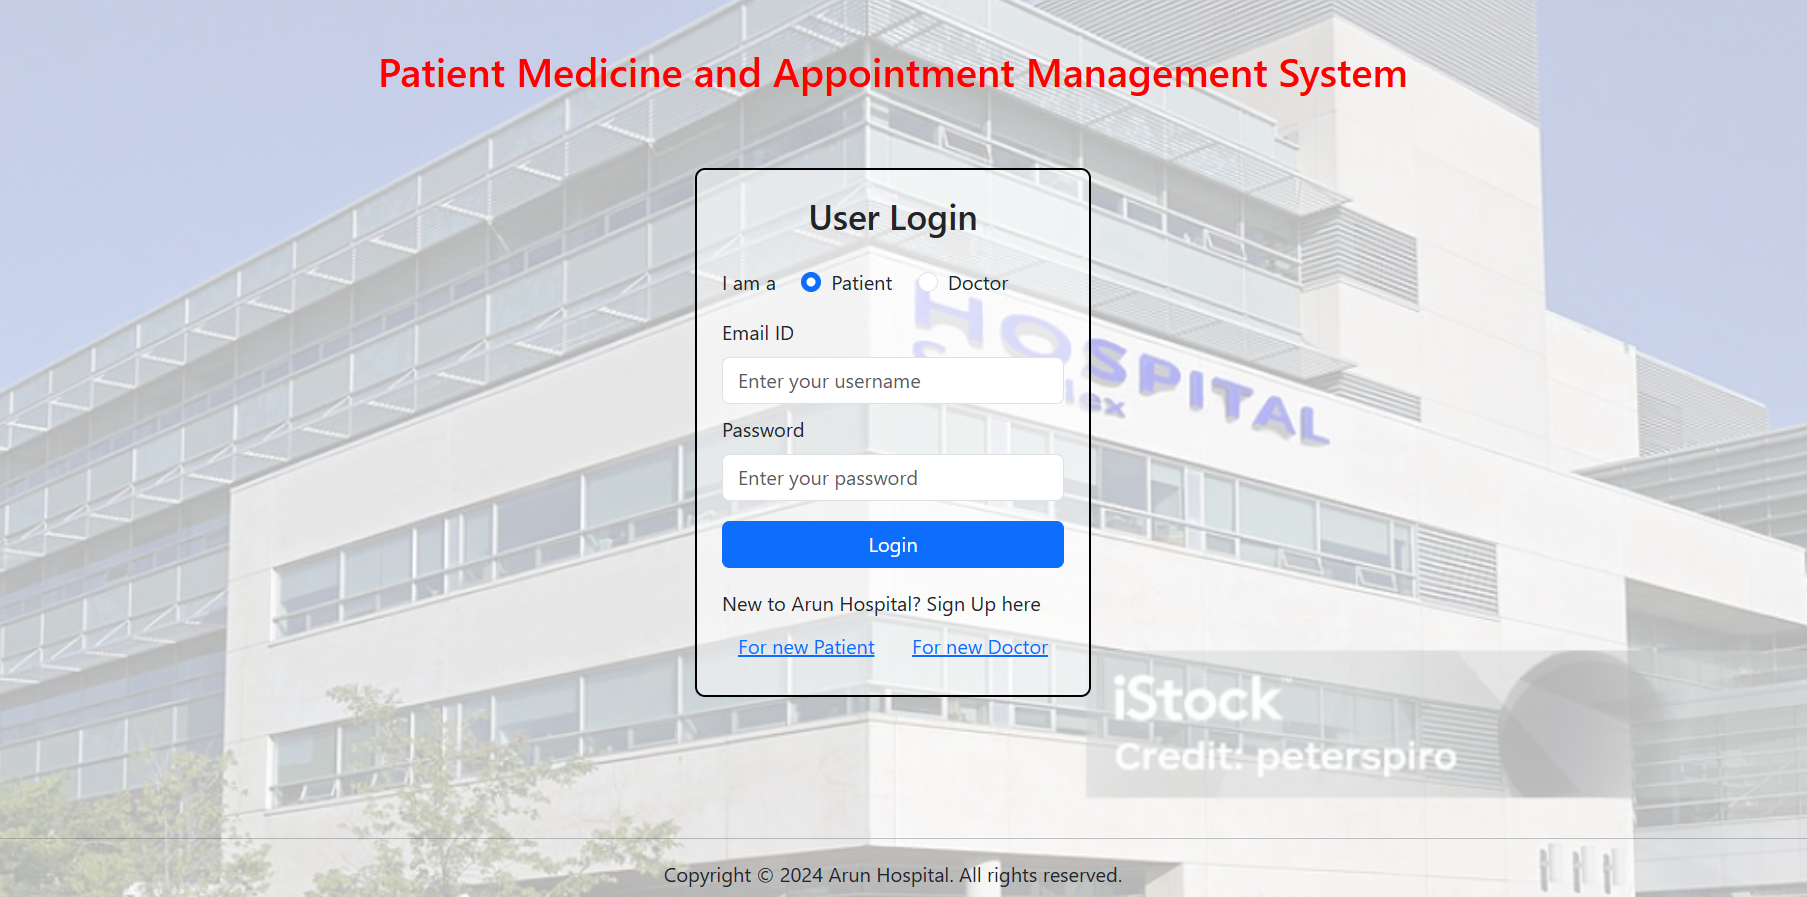 Patient Medicine and Appointment Management System
User Login
I am a Patient Doctor
HOSPITAL
Email ID
Enter your username
Password
Enter your password
Login
New to Arun Hospital? Sign Up here
For new Patient For new Doctor
iStock™
Credit: peterspiro
Copyright © 2024 Arun Hospital. All rights reserved.